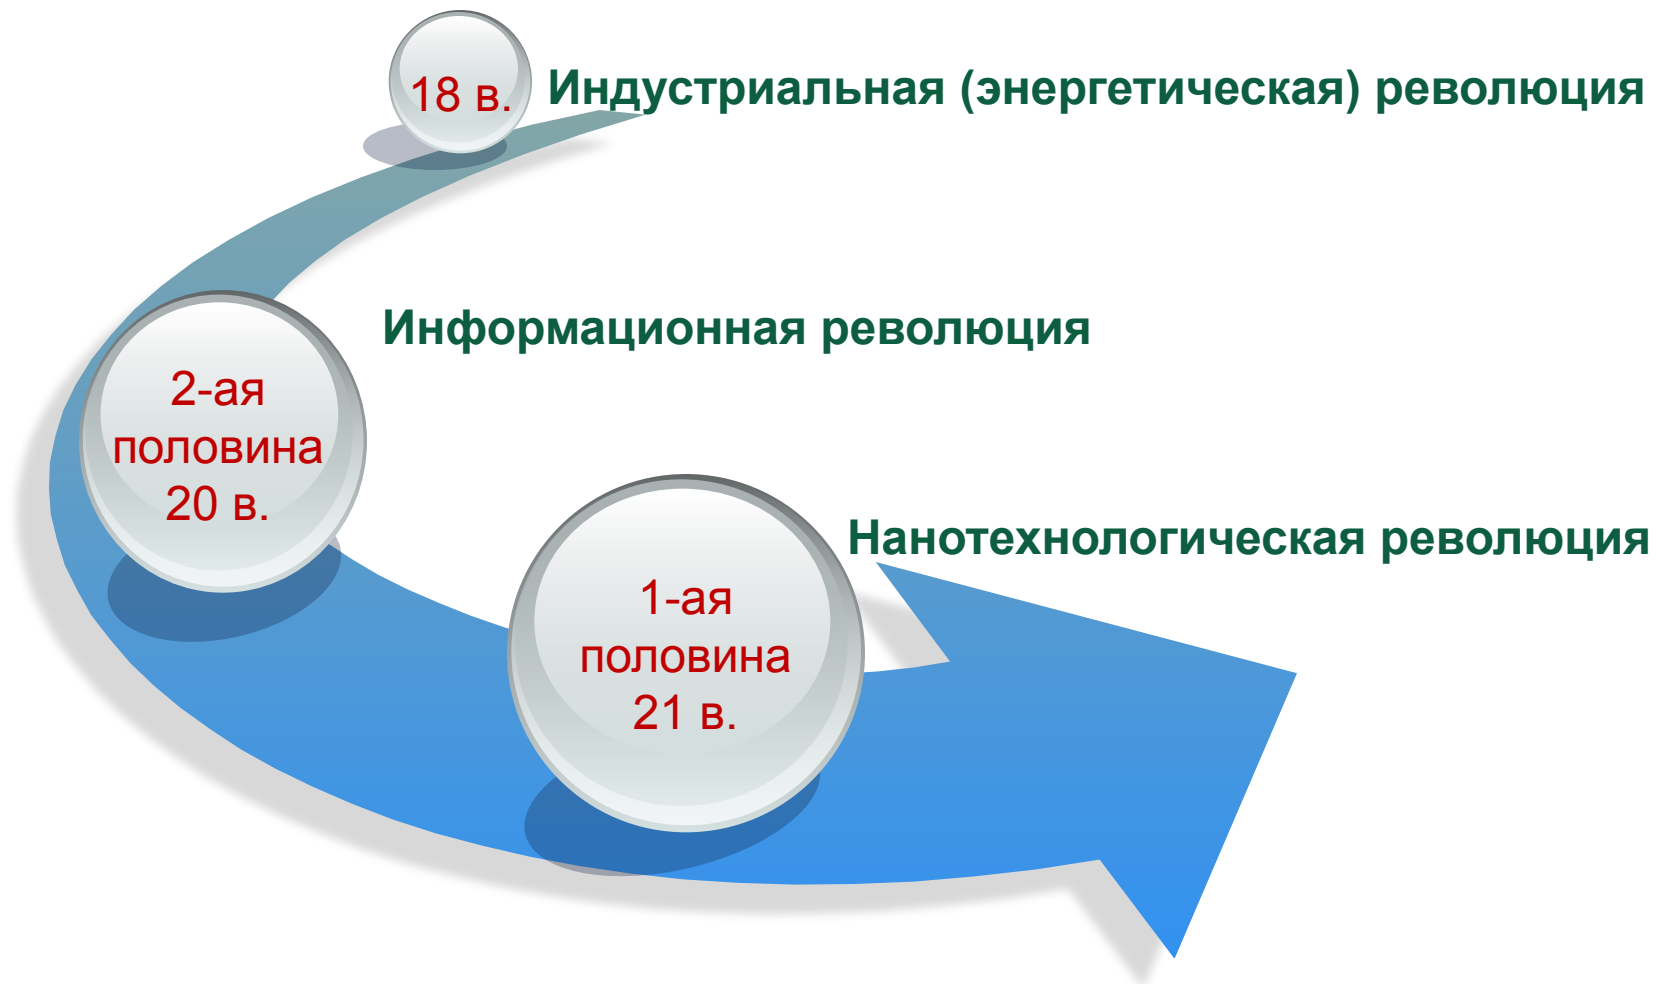 18 в.
Индустриальная (энергетическая) революция
Информационная революция
2-ая
половина
20 в.
Нанотехнологическая революция
1-ая
половина
21 в.